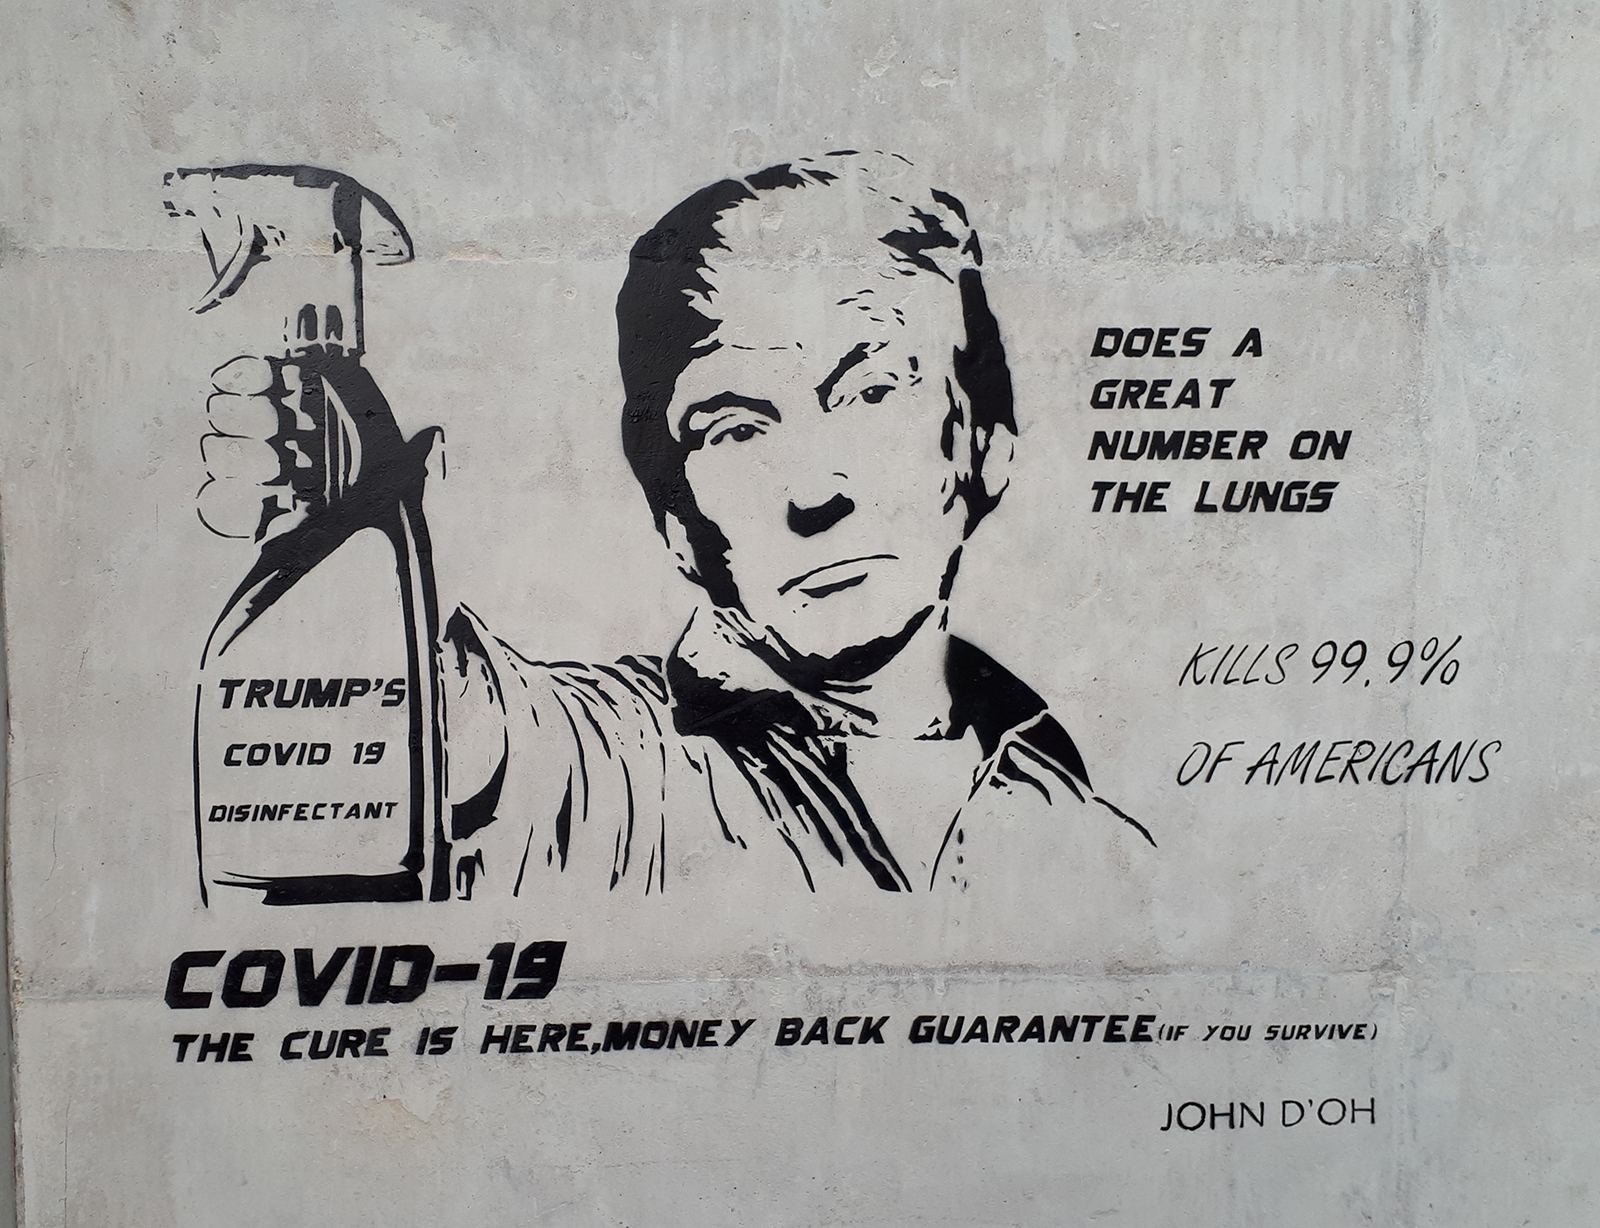 DOES A
GREAT
NUMBER ON
THE LUNGS
KILLS 99.9%
OF AMERICANS
TRUMP'S
COVID 19
DISINFECTANT
COVID-19
THE CURE IS HERE,MONEY BACK GUARANTEE(IF YOU SURVIVE)
JOHN D'OH